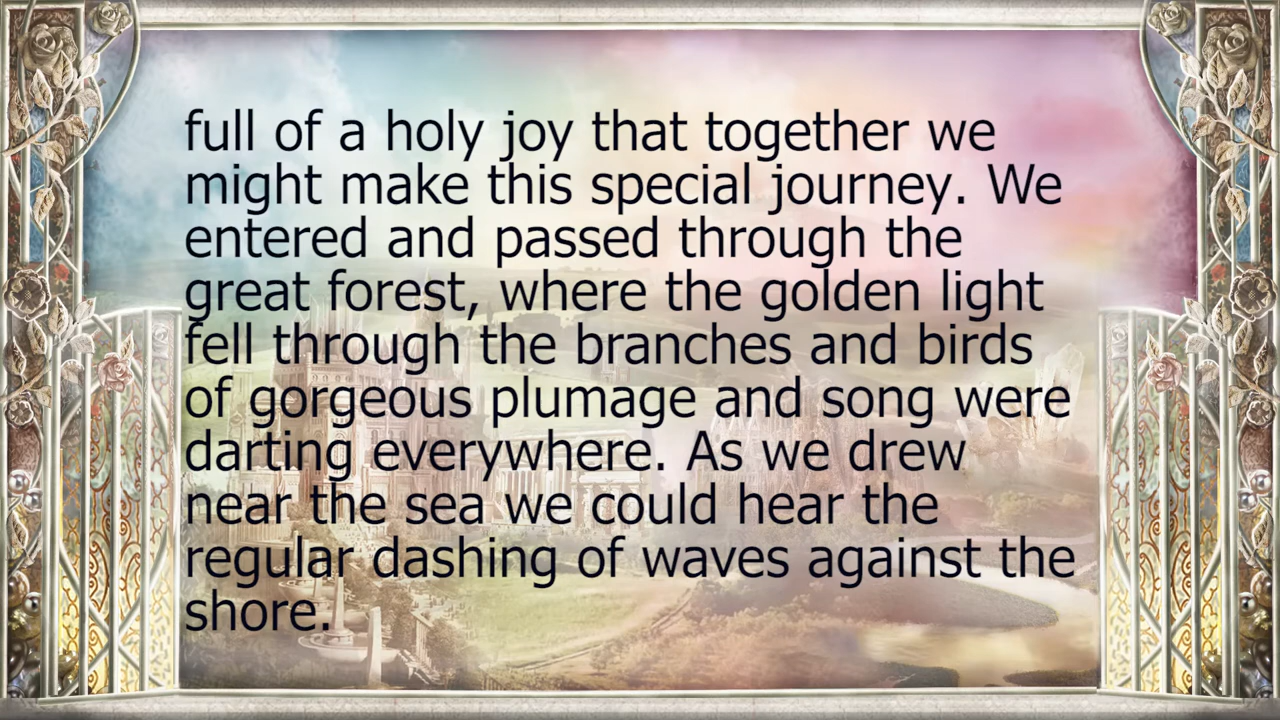 full of a holy joy that together we
might make this special journey. We
entered and passed through the
great forest, where the golden light
fell through the branches and birds
of gorgeous plumage and song were
darting everywhere. As we drew
near the sea we could hear the
regular dashing of waves against the
shore.